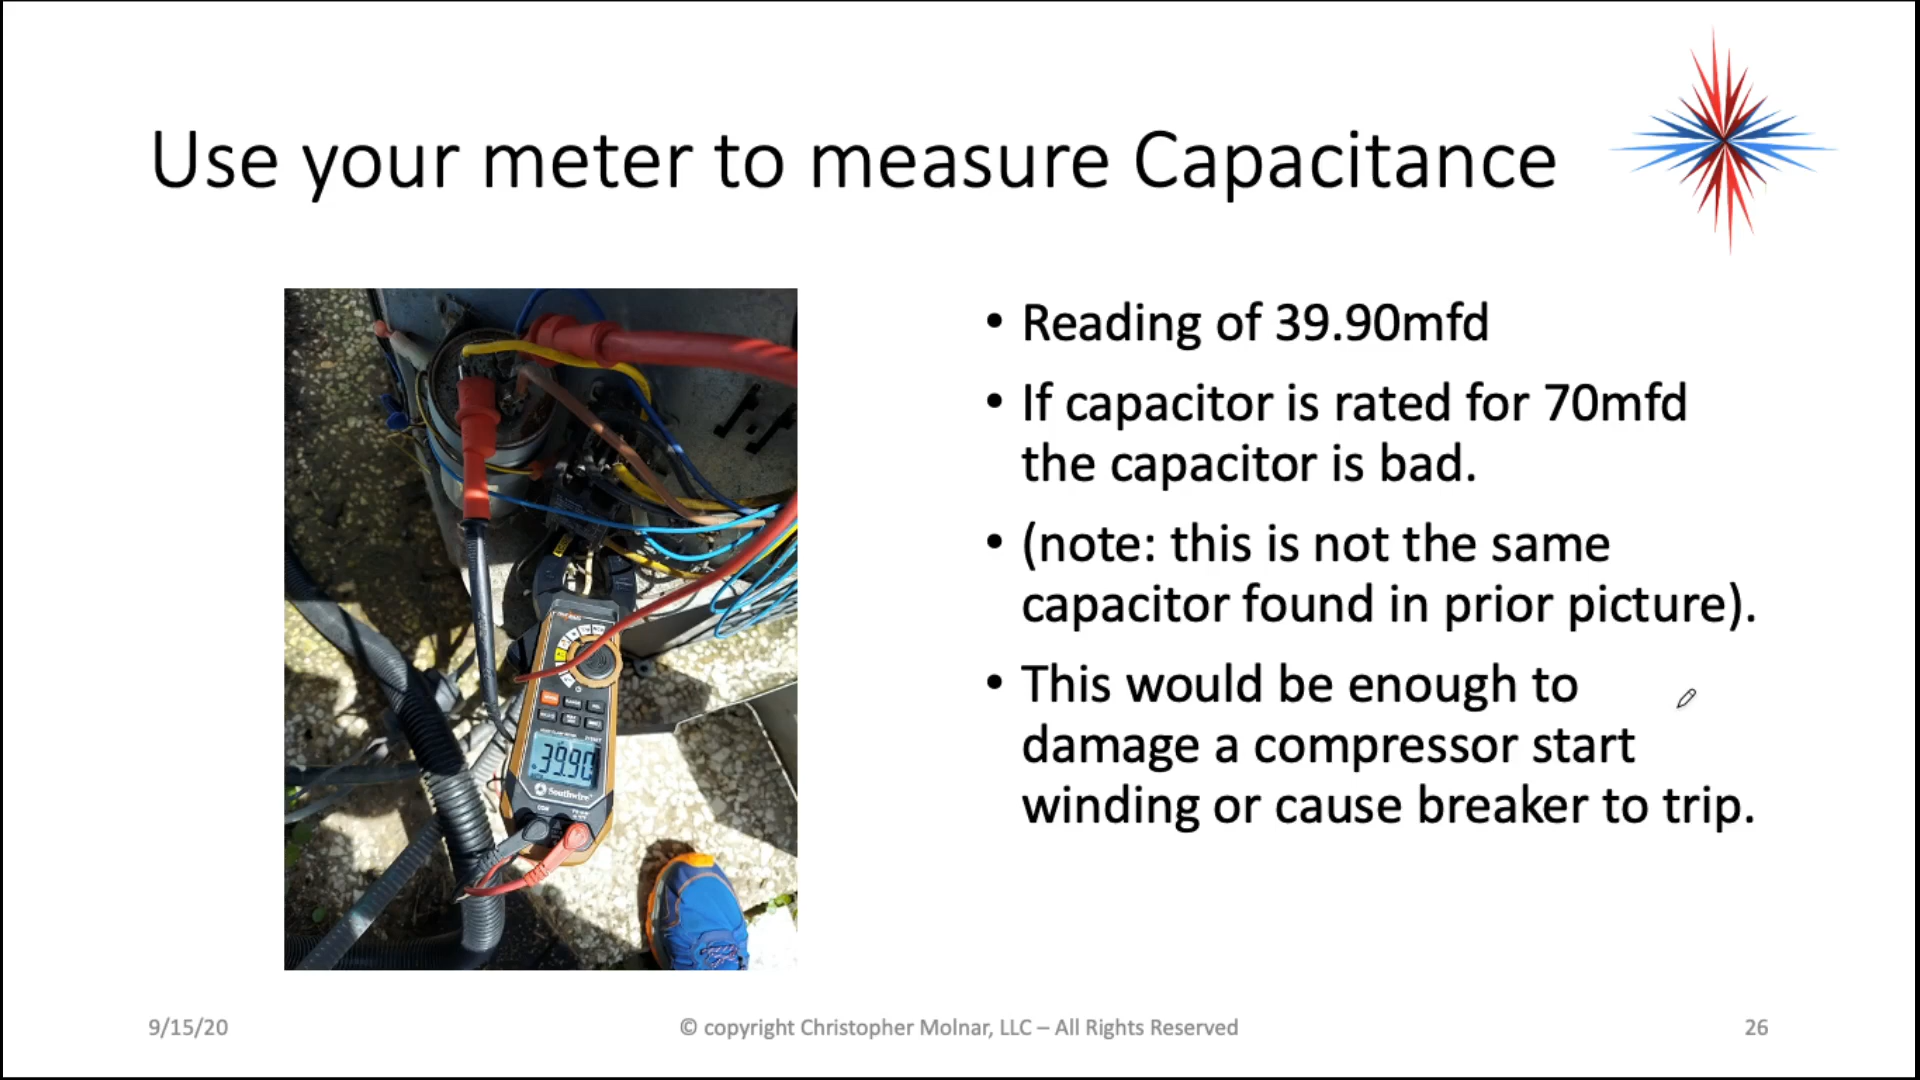 Use your meter to measure Capacitance
39.90
Southwire
COM
• Reading of 39.90mfd
• If capacitor is rated for 70mfd
the capacitor is bad.
• (note: this is not the same
capacitor found in prior picture).
• This would be enough to
damage a compressor start
winding or cause breaker to trip.
9/15/20
© copyright Christopher Molnar, LLC – All Rights Reserved
26